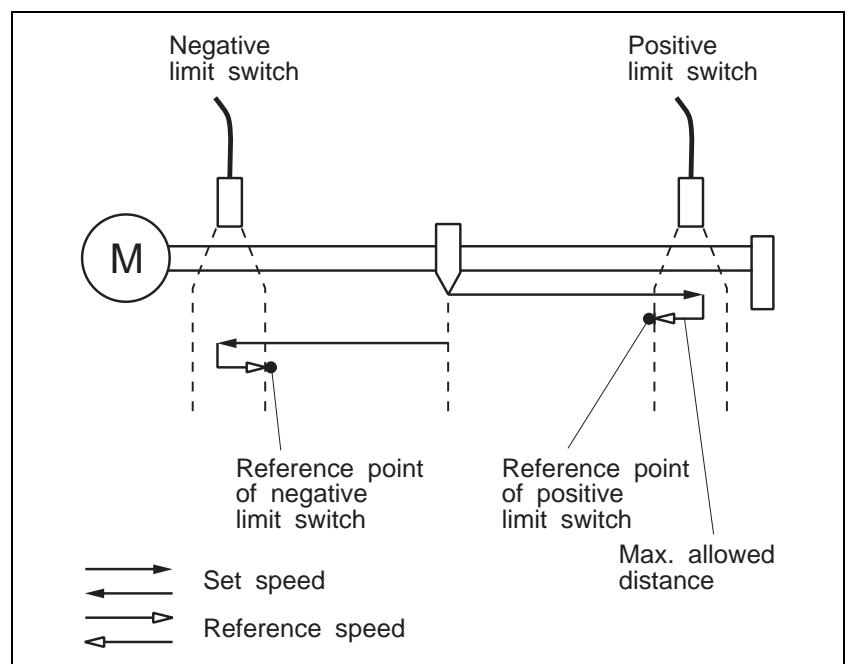 Negative
limit switch
Positive
limit switch
M
Reference point
of negative
limit switch
Reference point
of positive
limit switch
Max. allowed
distance
Set speed
Reference speed